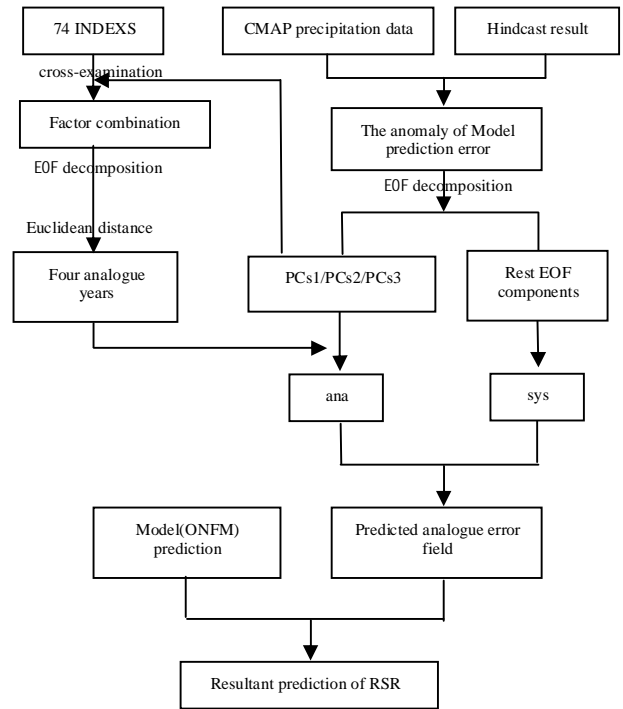 74 INDEXS
CMAP precipitation data
Hindcast result
cross-examination
Factor combination
The anomaly of Model
prediction error
EOF decomposition
EOF decomposition
Euclidean distance
Four analogue
years
PCs1/PCs2/PCs3
Rest EOF
components
ana
sys
Model(ONFM)
prediction
Predicted analogue error
field
Resultant prediction of RSR